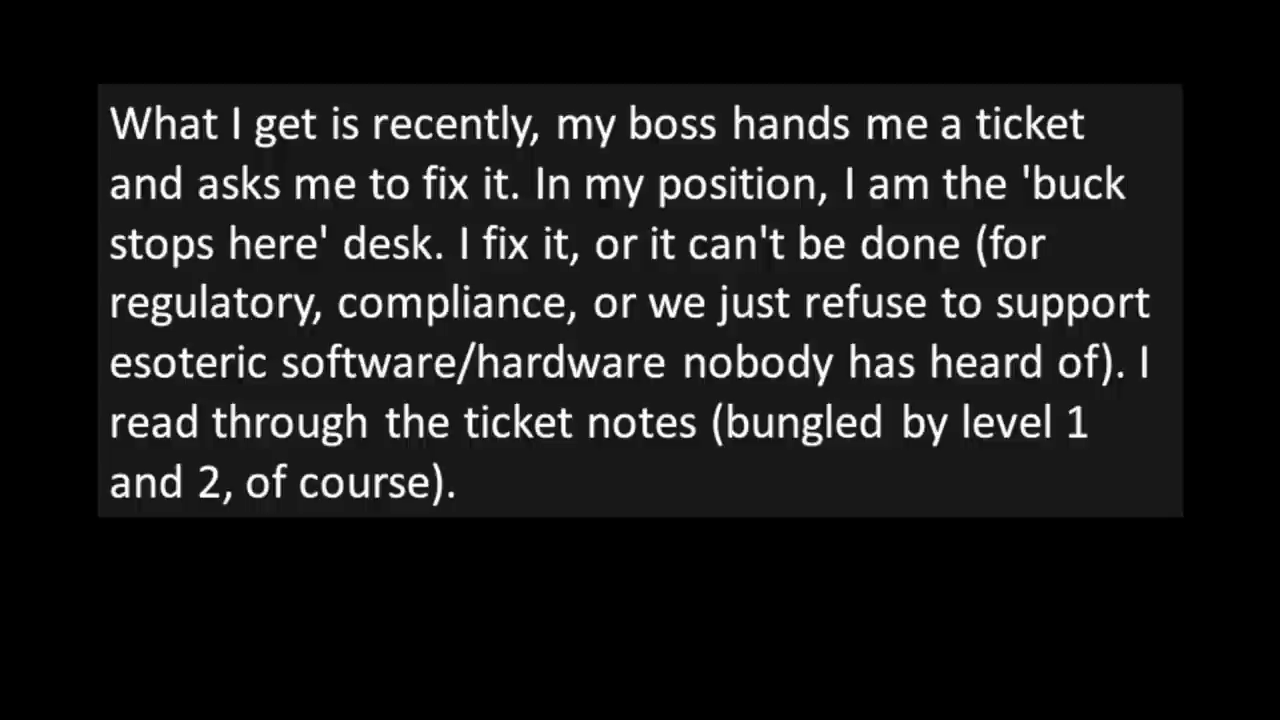 What I get is recently, my boss hands me a ticket
and asks me to fix it. In my position, I am the 'buck
stops here' desk. I fix it, or it can't be done (for
regulatory, compliance, or we just refuse to support
esoteric software/hardware nobody has heard of). I
read through the ticket notes (bungled by level 1
and 2, of course).